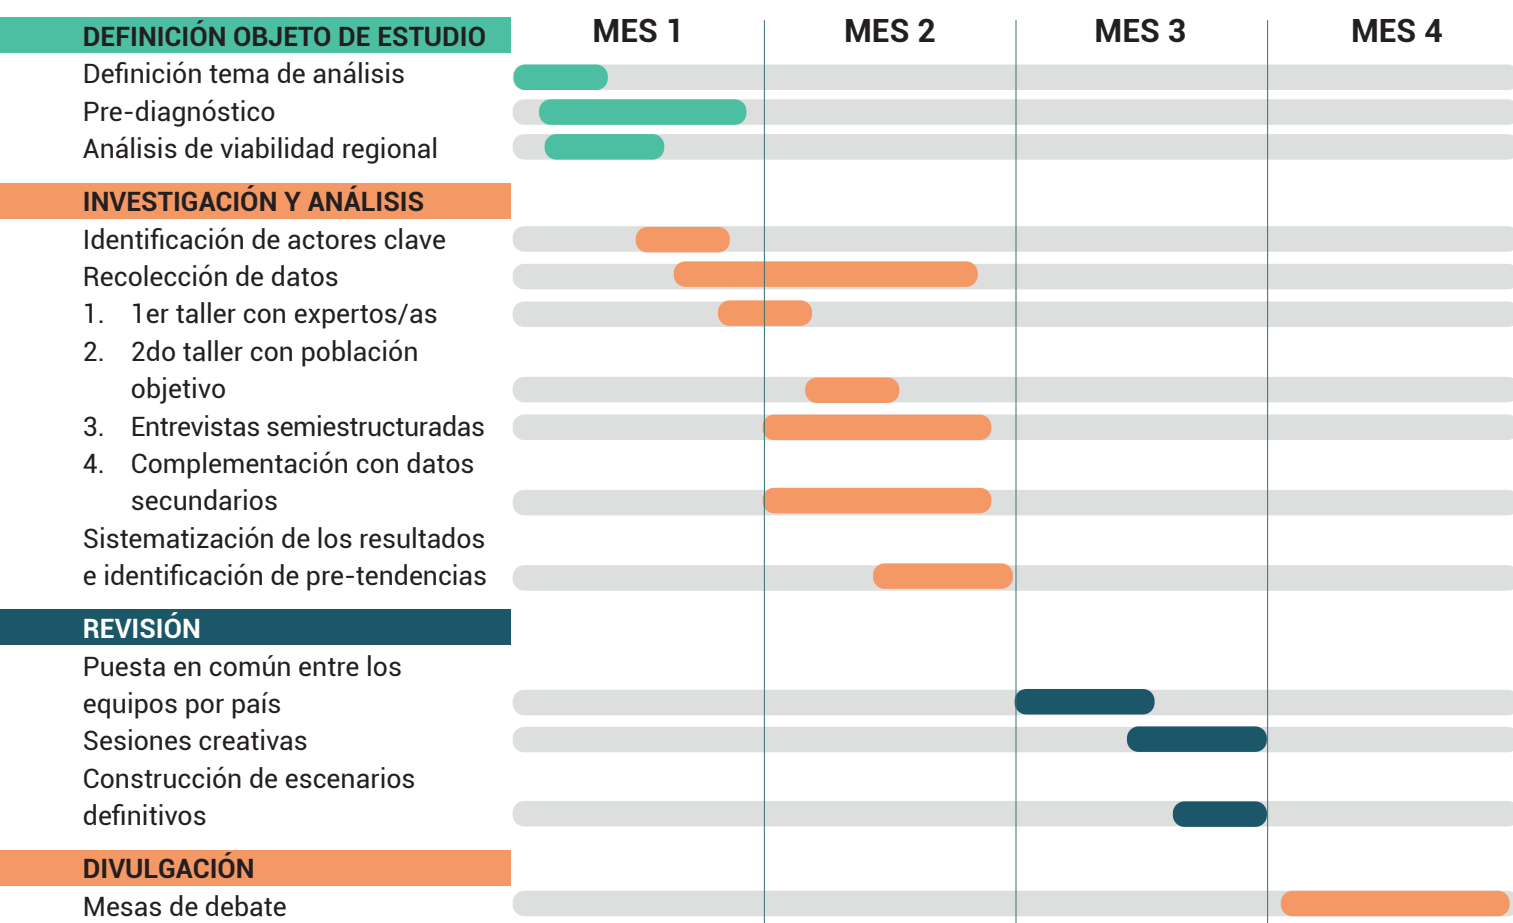 MES 1 MES 2 MES 3 MES 4
DEFINICIÓN OBJETO DE ESTUDIO
Definición tema de análisis
Pre-diagnóstico
Análisis de viabilidad regional
INVESTIGACIÓN Y ANÁLISIS
Identificación de actores clave
Recolección de datos
1. 1er taller con expertos/as
2. 2do taller con población
objetivo
3. Entrevistas semiestructuradas
4. Complementación con datos
secundarios
Sistematización de los resultados
e identificación de pre-tendencias
REVISIÓN
Puesta en común entre los
equipos por país
Sesiones creativas
Construcción de escenarios
definitivos
DIVULGACIÓN
Mesas de debate